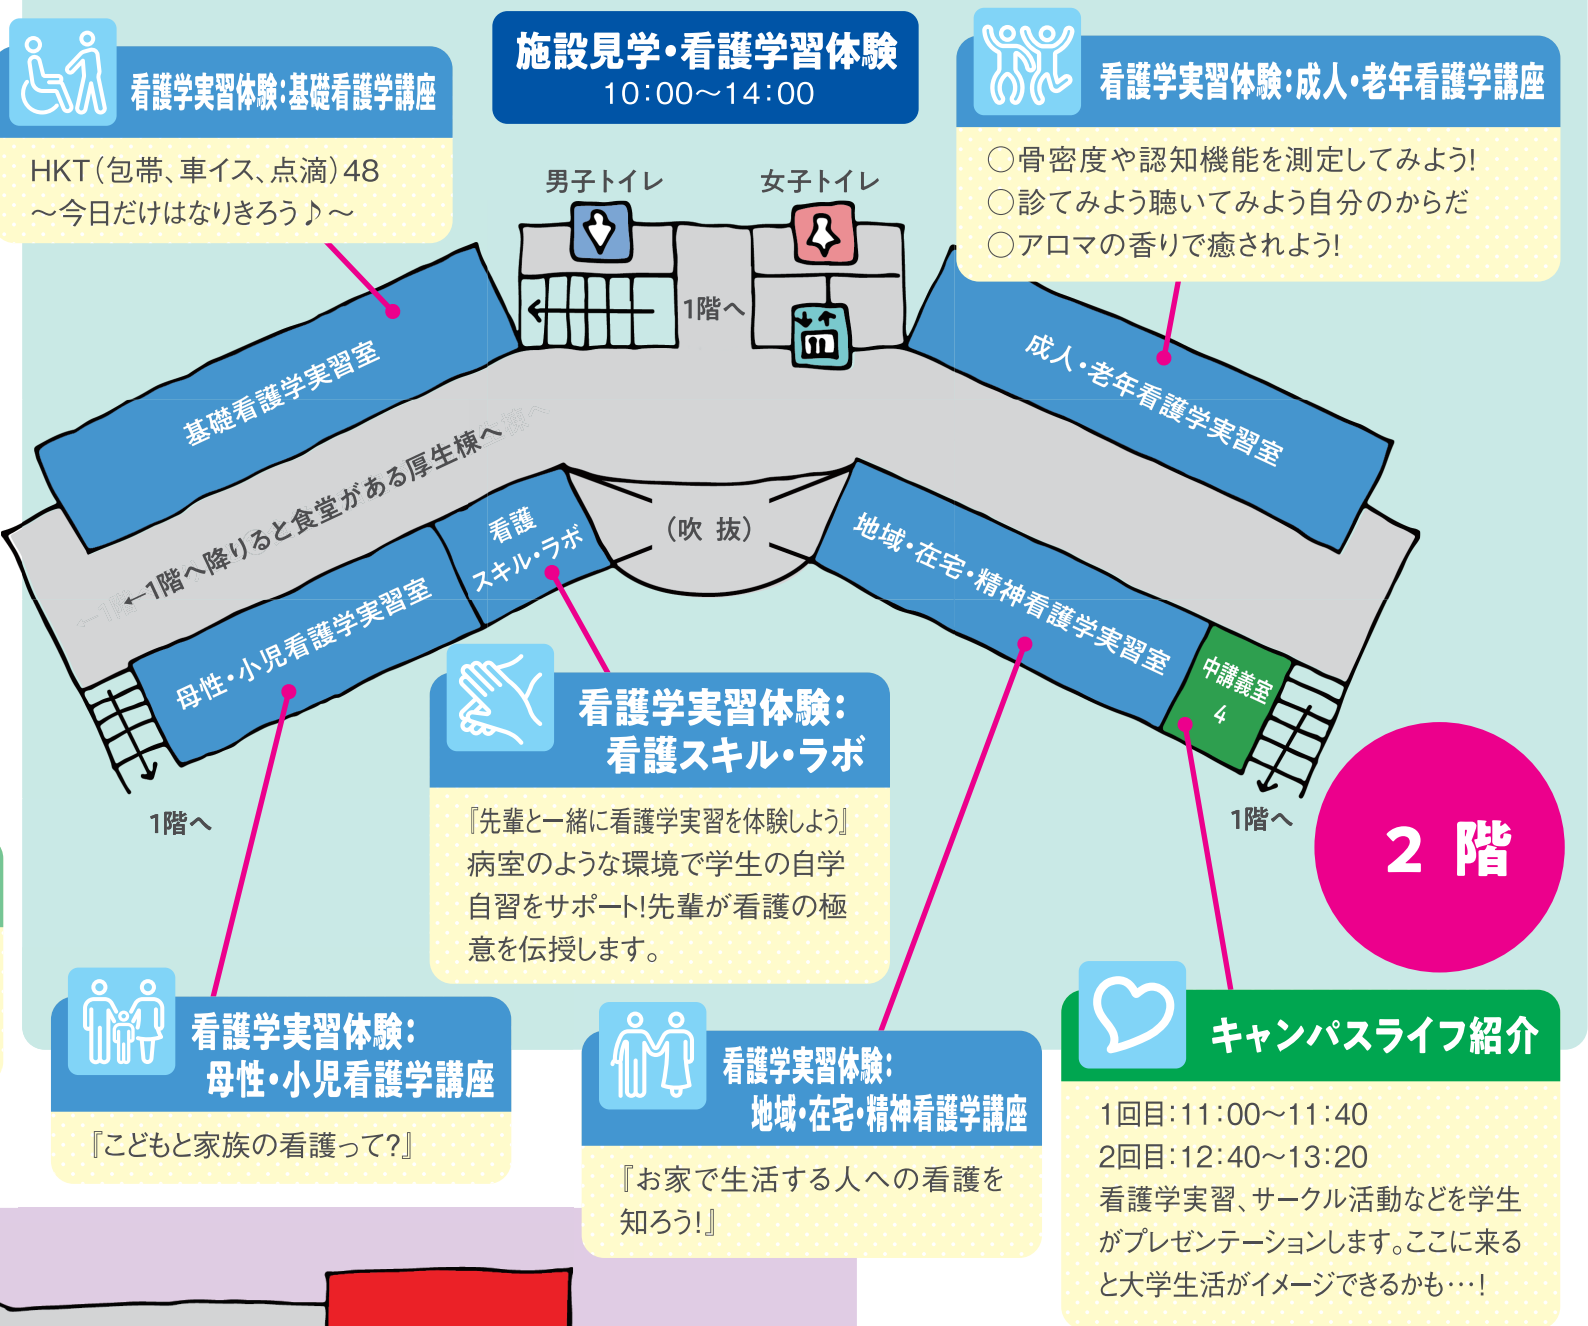 施設見学・看護学習体験
10：00～14：00
看護学実習体験：基礎看護学講座
HKT（包帯、車イス、点滴）48
～今日だけはなりきろう♪～
看護学実習体験：成人・老年看護学講座
○骨密度や認知機能を測定してみよう！
○診てみよう聴いてみよう自分のからだ
○アロマの香りで癒されよう！
男子トイレ
女子トイレ
1階へ
基礎看護学実習室
成人・老年看護学実習室
←1階へ降りると食堂がある厚生棟へ
看護
スキル・ラボ
（吹 抜）
地域・在宅・精神看護学実習室
母性・小児看護学実習室
中講義室
4
1階へ
1階へ
2 階
看護学実習体験：
看護スキル・ラボ
『先輩と一緒に看護学実習を体験しよう』
病室のような環境で学生の自学
自習をサポート！先輩が看護の極
意を伝授します。
看護学実習体験：
母性・小児看護学講座
『こどもと家族の看護って？』
看護学実習体験：
地域・在宅・精神看護学講座
『お家で生活する人への看護を
知ろう！』
キャンパスライフ紹介
1回目：11：00～11：40
2回目：12：40～13：20
看護学実習、サークル活動などを学生
がプレゼンテーションします。ここに来る
と大学生活がイメージできるかも…！